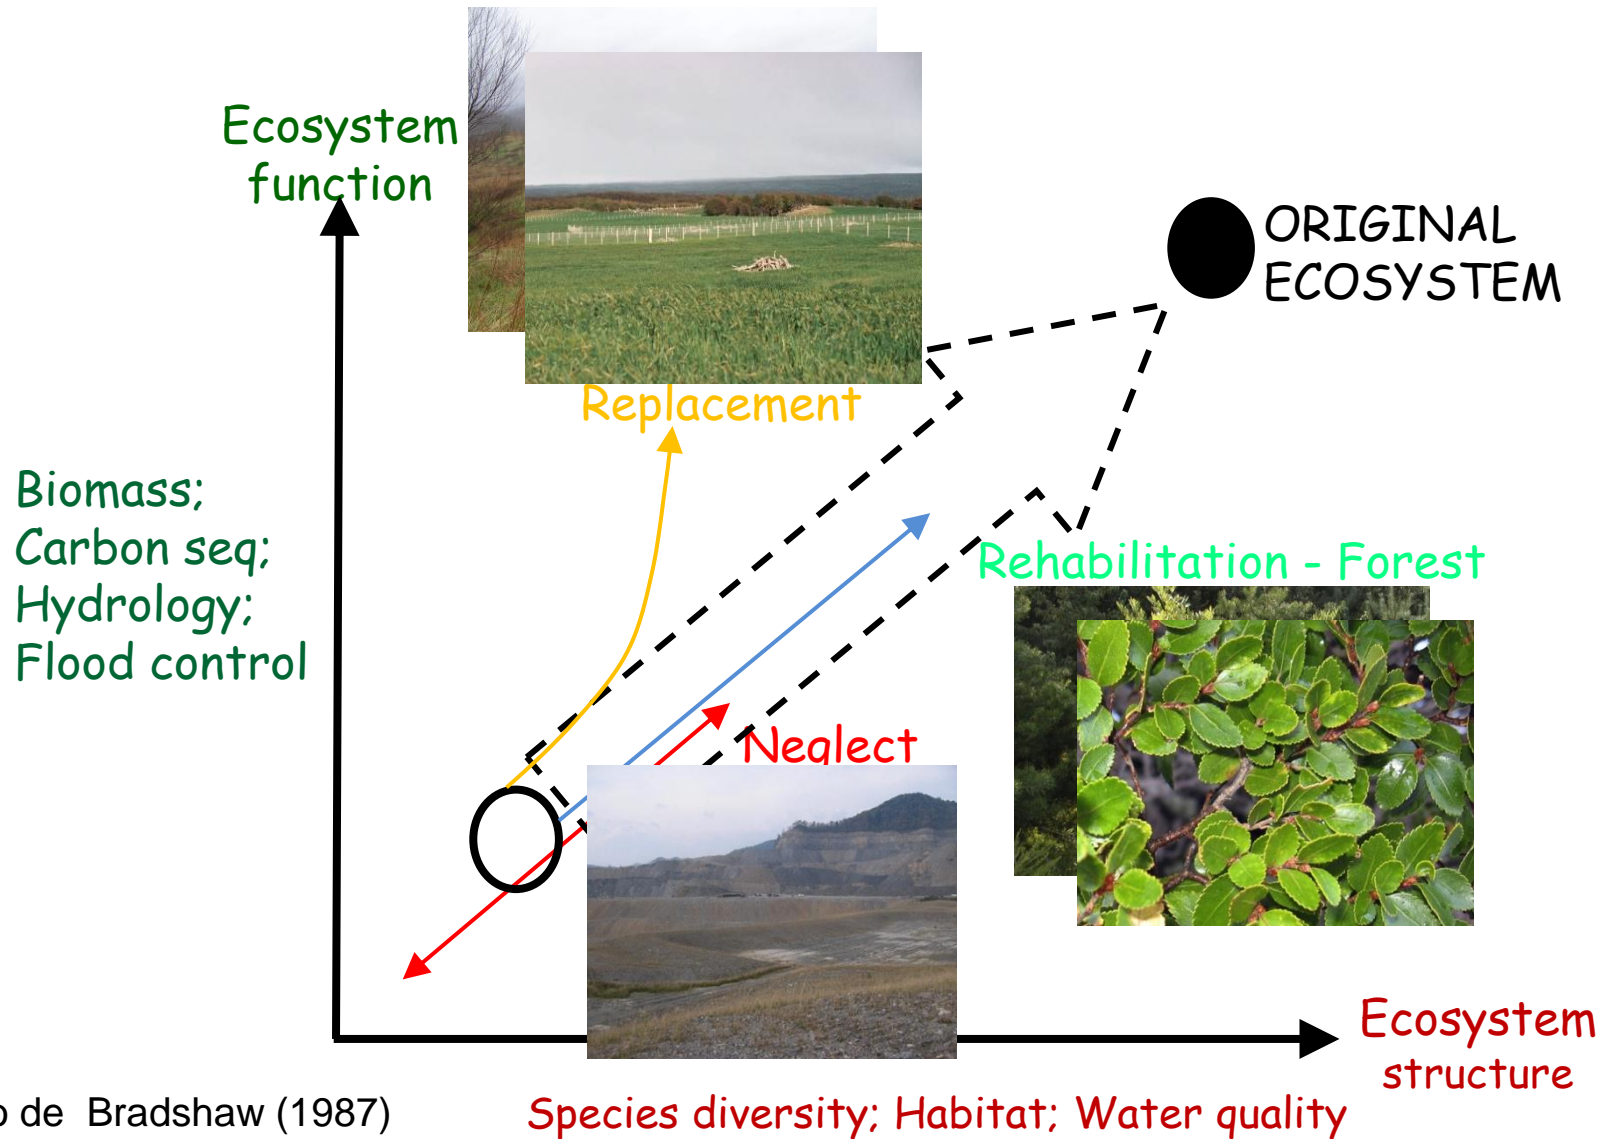 Ecosystem
function
ORIGINAL
ECOSYSTEM
Replacement
Biomass;
Carbon seq;
Hydrology;
Flood control
Rehabilitation - Forest
Neglect
Ecosystem
structure
de Bradshaw (1987)
Species diversity; Habitat; Water quality